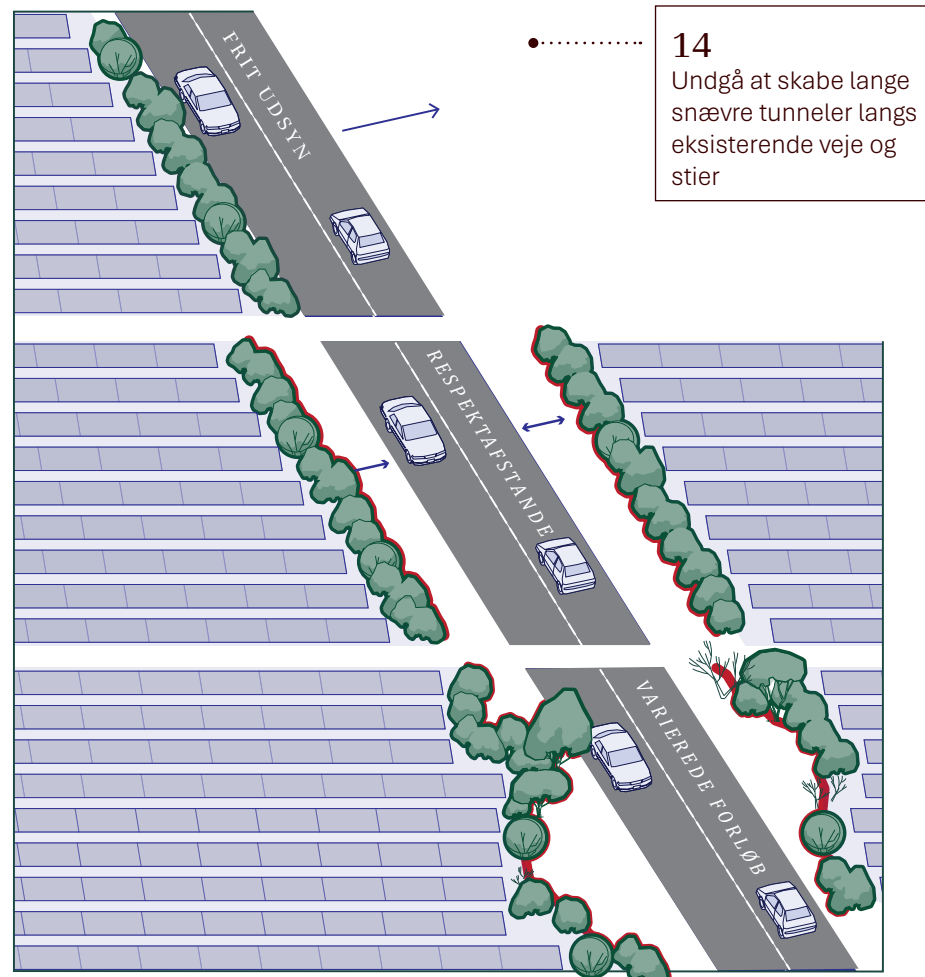 14
Undgå at skabe lange
snævre tunneler langs
eksisterende veje og
stier
FRIT UDSYN
RESPEKTAFSTANDE
VARIEREDE FORLØB